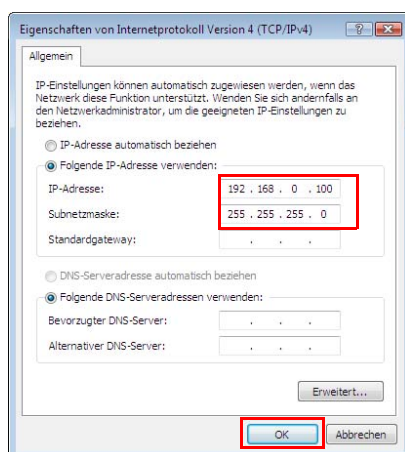 Eigenschaften von Internetprotokoll Version 4 (TCP/IPv4)
Allgemein
IP-Einstellungen können automatisch zugewiesen werden, wenn das
Netzwerk diese Funktion unterstützt. Wenden Sie sich andernfalls an
den Netzwerkadministrator, um die geeigneten IP-Einstellungen zu
beziehen.
IP-Adresse automatisch beziehen
Folgende IP-Adresse verwenden:
IP-Adresse: 192 . 168 . 0 . 100
Subnetzmaske: 255 . 255 . 255 . 0
Standardgateway: . . .
DNS-Serveradresse automatisch beziehen
Folgende DNS-Serveradressen verwenden:
Bevorzugter DNS-Server: . . .
Alternativer DNS-Server: . . .
Erweitert...
OK Abbrechen